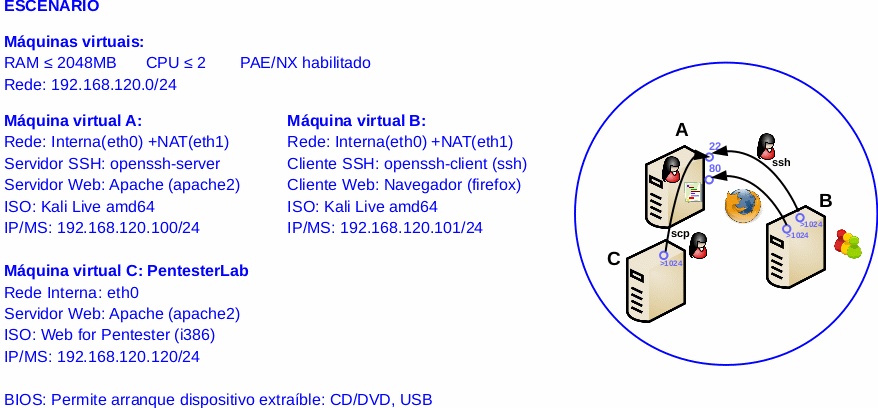 ESCENARIO
Máquinas virtuais:
RAM ≤ 2048MB CPU ≤ 2 PAE/NX habilitado
Rede: 192.168.120.0/24
Máquina virtual A:
Rede: Interna(eth0) +NAT(eth1)
Servidor SSH: openssh-server
Servidor Web: Apache (apache2)
ISO: Kali Live amd64
IP/MS: 192.168.120.100/24
Máquina virtual B:
Rede: Interna(eth0) +NAT(eth1)
Cliente SSH: openssh-client (ssh)
Cliente Web: Navegador (firefox)
ISO: Kali Live amd64
IP/MS: 192.168.120.101/24
Máquina virtual C: PentesterLab
Rede Interna: eth0
Servidor Web: Apache (apache2)
ISO: Web for Pentester (i386)
IP/MS: 192.168.120.120/24
BIOS: Permite arranque dispositivo extraíble: CD/DVD, USB
A
22
ssh
80
B
>1024
>1024
scp
C
>1024